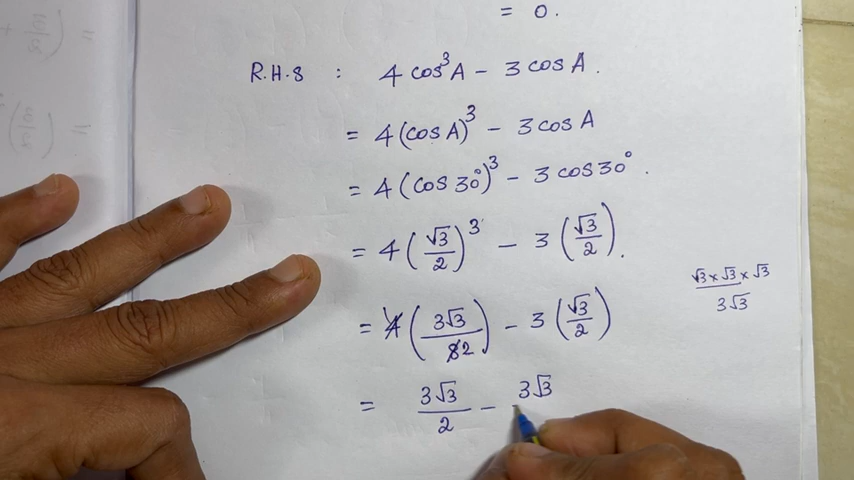 = 0.
R.H.S : 4 cos³A - 3 cos A.
= 4 (cos A)³ - 3 cos A
= 4 (cos 30°)³ - 3 cos 30°.
= 4 (√3/2)³ - 3 (√3/2).
√3 × √3 × √3
3√3
= 4 (3√3/82) - 3 (√3/2)
= 3√3/2 - 3√3